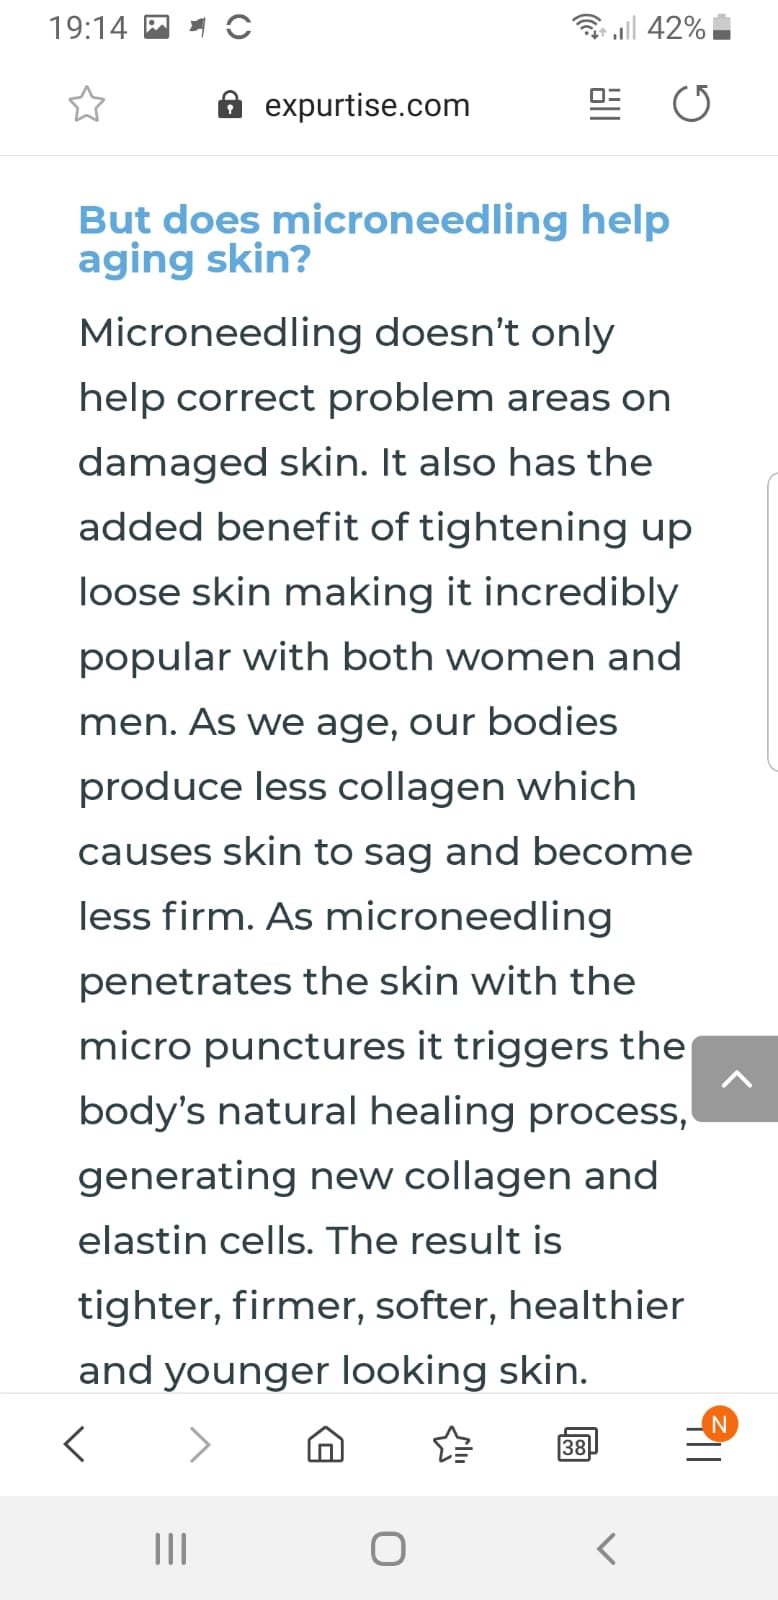 19:14 42%
expurtise.com
But does microneedling help
aging skin?
Microneedling doesn’t only
help correct problem areas on
damaged skin. It also has the
added benefit of tightening up
loose skin making it incredibly
popular with both women and
men. As we age, our bodies
produce less collagen which
causes skin to sag and become
less firm. As microneedling
penetrates the skin with the
micro punctures it triggers the
body’s natural healing process,
generating new collagen and
elastin cells. The result is
tighter, firmer, softer, healthier
and younger looking skin.
38 N